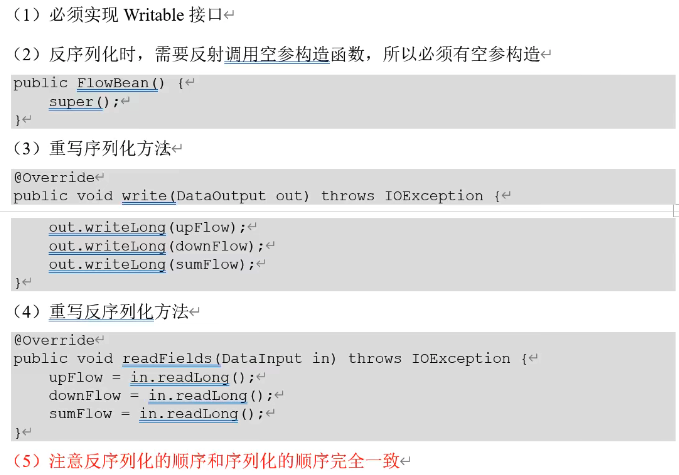 （1）必须实现 Writable 接口
（2）反序列化时，需要反射调用空参构造函数，所以必须有空参构造
public FlowBean() {
    super();
}
（3）重写序列化方法
@Override
public void write(DataOutput out) throws IOException {
    out.writeLong(upFlow);
    out.writeLong(downFlow);
    out.writeLong(sumFlow);
}
（4）重写反序列化方法
@Override
public void readFields(DataInput in) throws IOException {
    upFlow = in.readLong();
    downFlow = in.readLong();
    sumFlow = in.readLong();
}
（5）注意反序列化的顺序和序列化的顺序完全一致